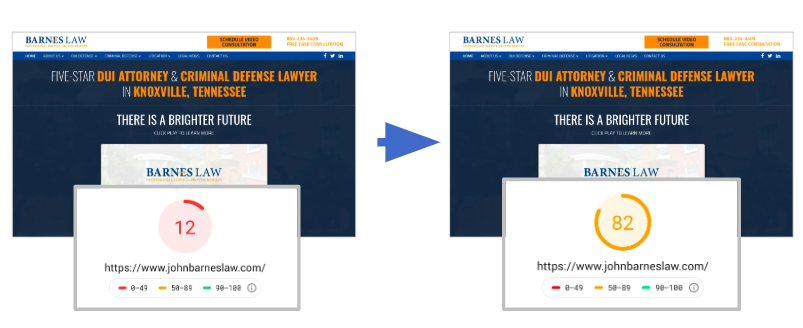 BARNES LAW
SCHEDULE VIDEO
CONSULTATION
FREE CASE CONSULTATION
HOME ABOUT US DUI DEFENSE CRIMINAL DEFENSE LITIGATION LEGAL NEWS CONTACT US
FIVE-STAR DUI ATTORNEY & CRIMINAL DEFENSE LAWYER
IN KNOXVILLE, TENNESSEE
THERE IS A BRIGHTER FUTURE
CLICK PLAY TO LEARN MORE
BARNES LAW
12
https://www.johnbarneslaw.com/
0-49 50-89 90-100
BARNES LAW
SCHEDULE VIDEO
CONSULTATION
FREE CASE CONSULTATION
HOME ABOUT US DUI DEFENSE CRIMINAL DEFENSE LITIGATION LEGAL NEWS CONTACT US
FIVE-STAR DUI ATTORNEY & CRIMINAL DEFENSE LAWYER
IN KNOXVILLE, TENNESSEE
THERE IS A BRIGHTER FUTURE
CLICK PLAY TO LEARN MORE
BARNES LAW
82
https://www.johnbarneslaw.com/
0-49 50-89 90-100